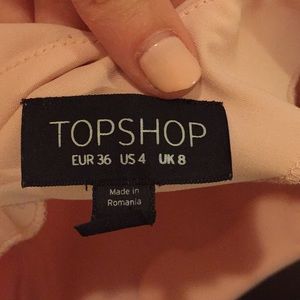 TOPSHOP
EUR 36 US 4 UK 8
Made in
Romania